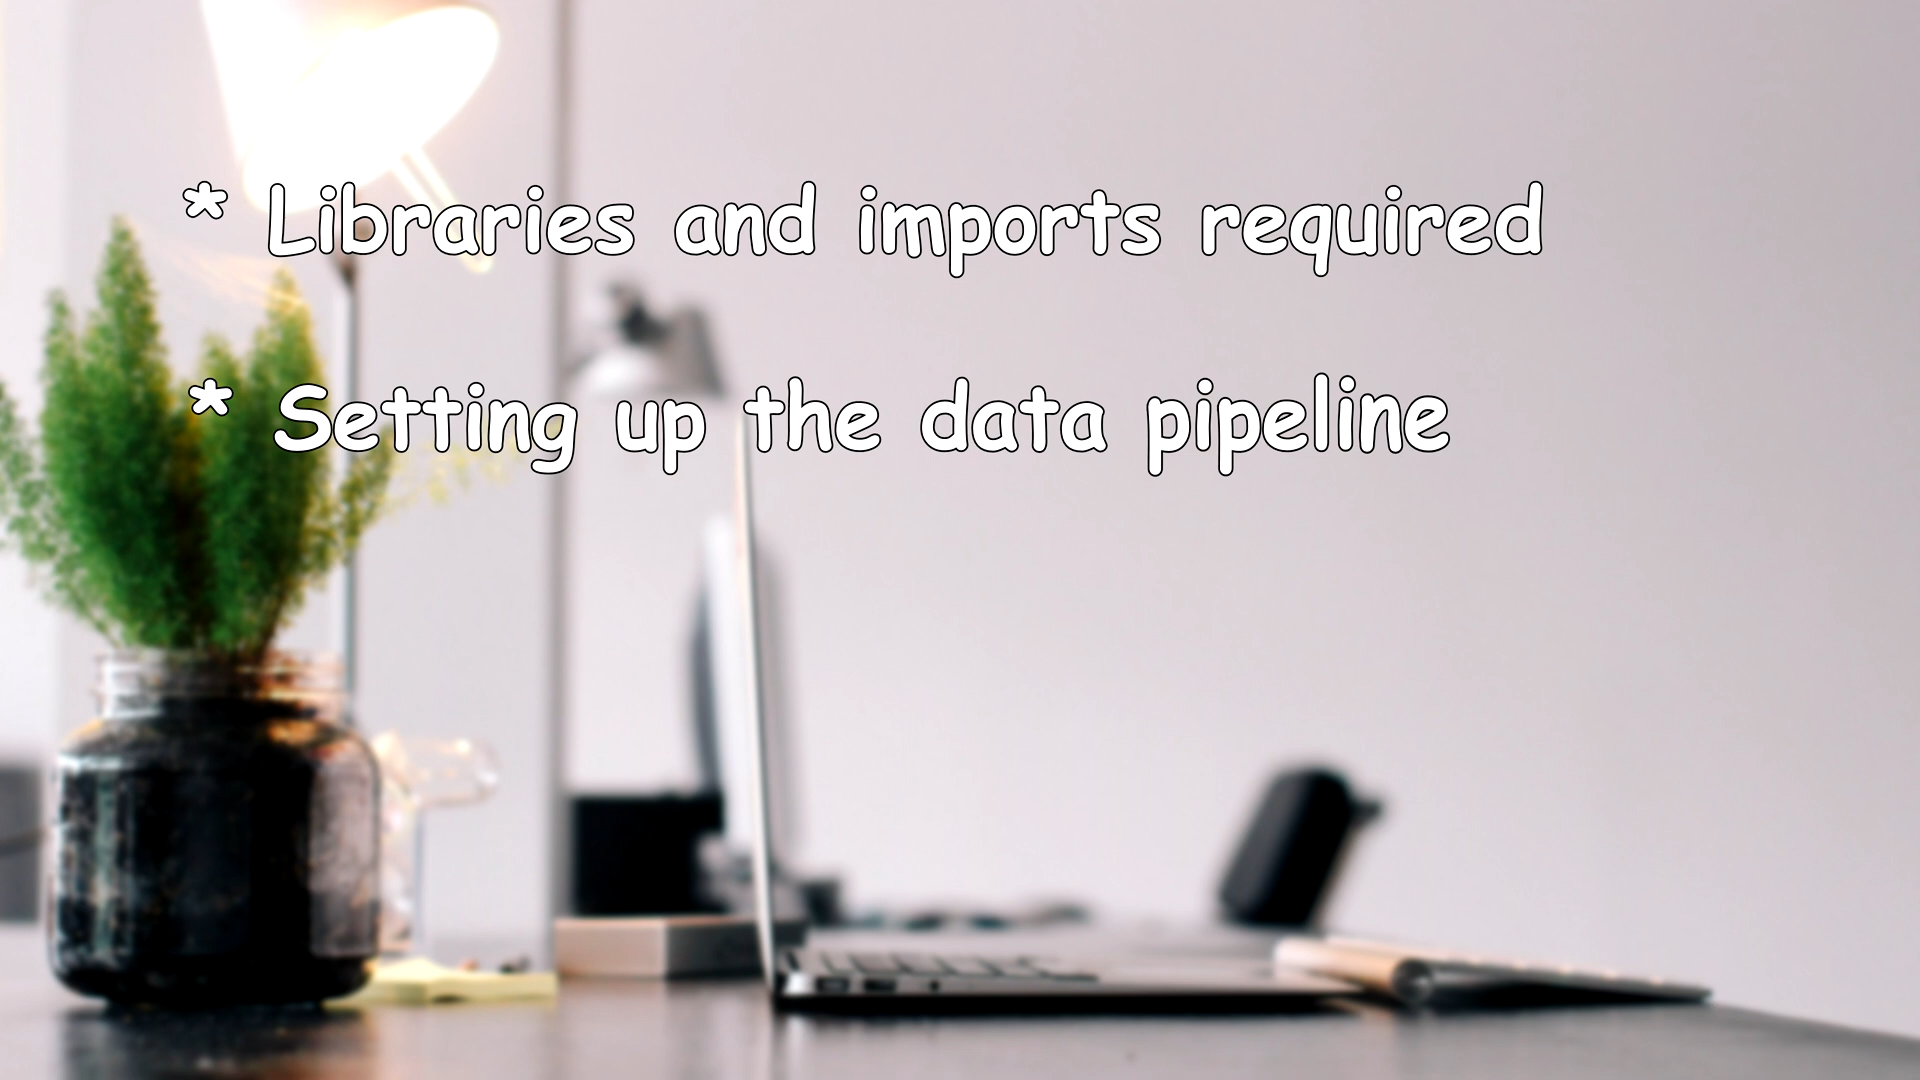 * Libraries and imports required
* Setting up the data pipeline